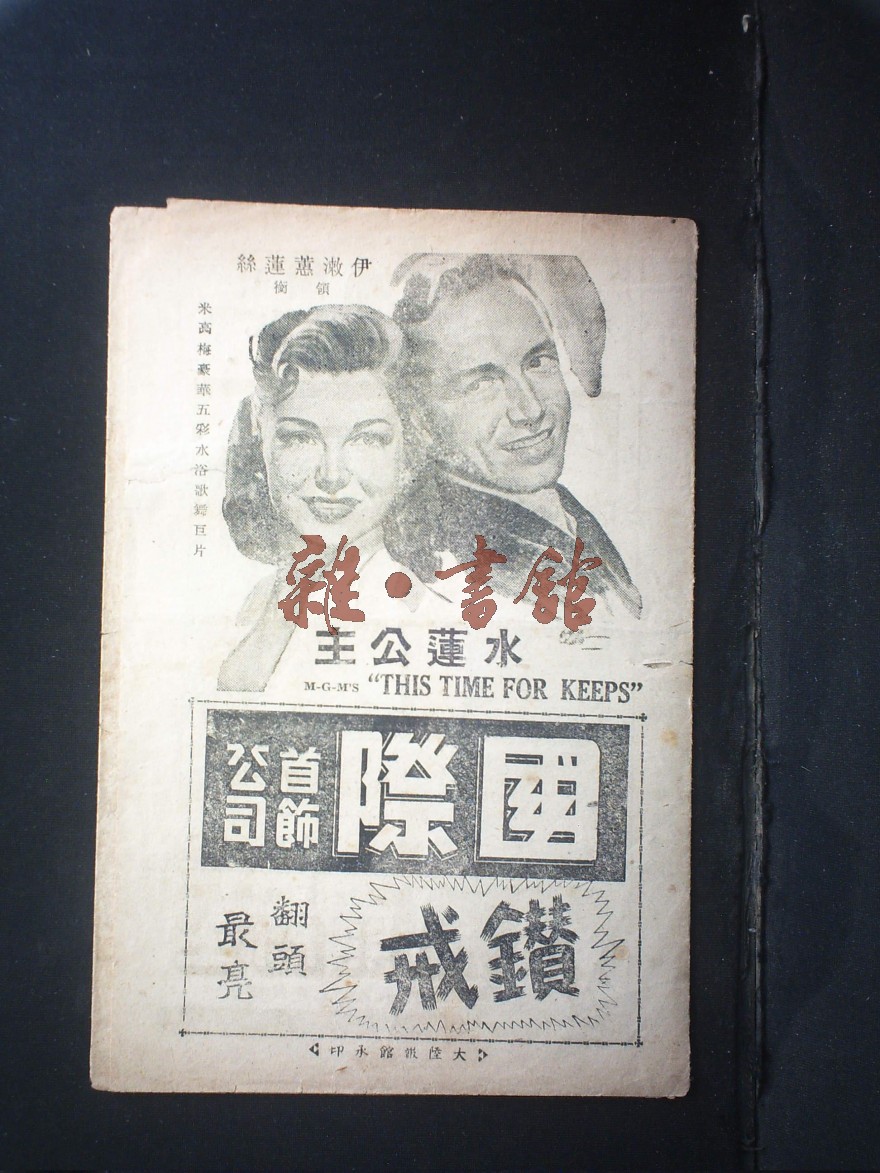 伊漱蕙蓮絲
領銜
米高梅豪華五彩水浴歌舞巨片
雜·書館
水蓮公主
M-G-M'S "THIS TIME FOR KEEPS"
國際
首飾
公司
鑽戒
翻頭
最亮
大陸報館承印